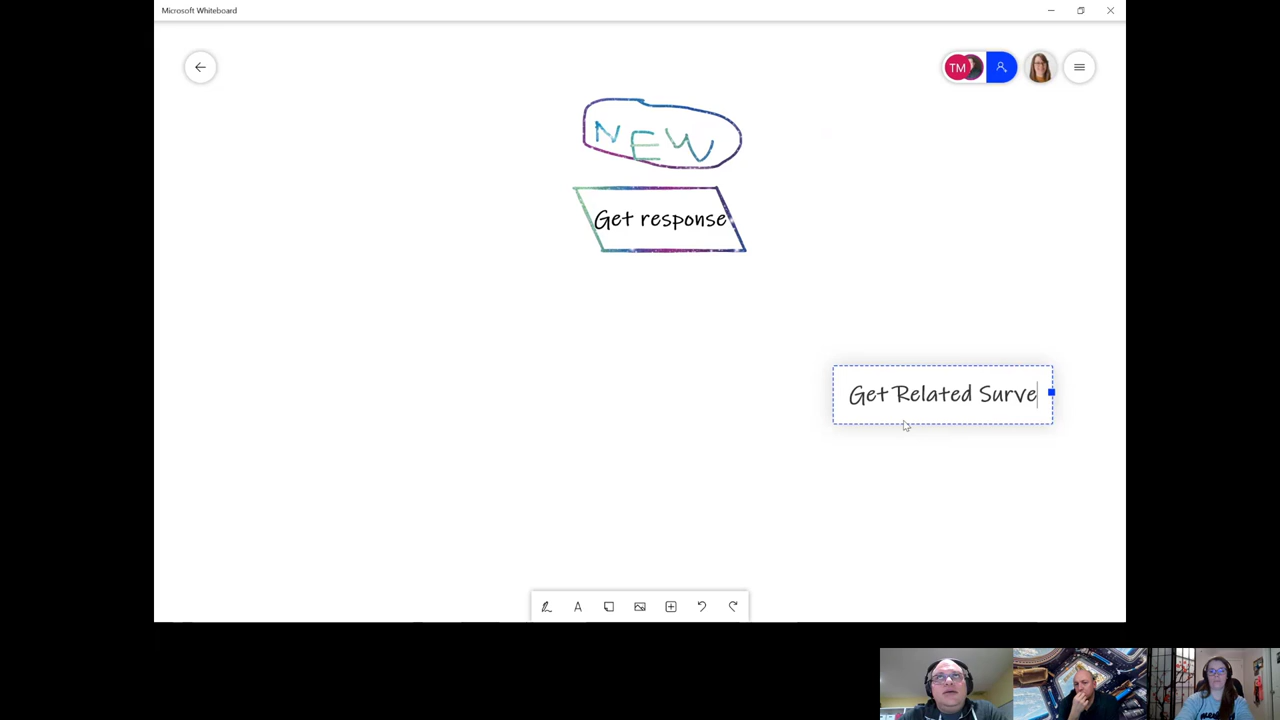 Microsoft Whiteboard
TM
NEW
Get response
Get Related Surve
A